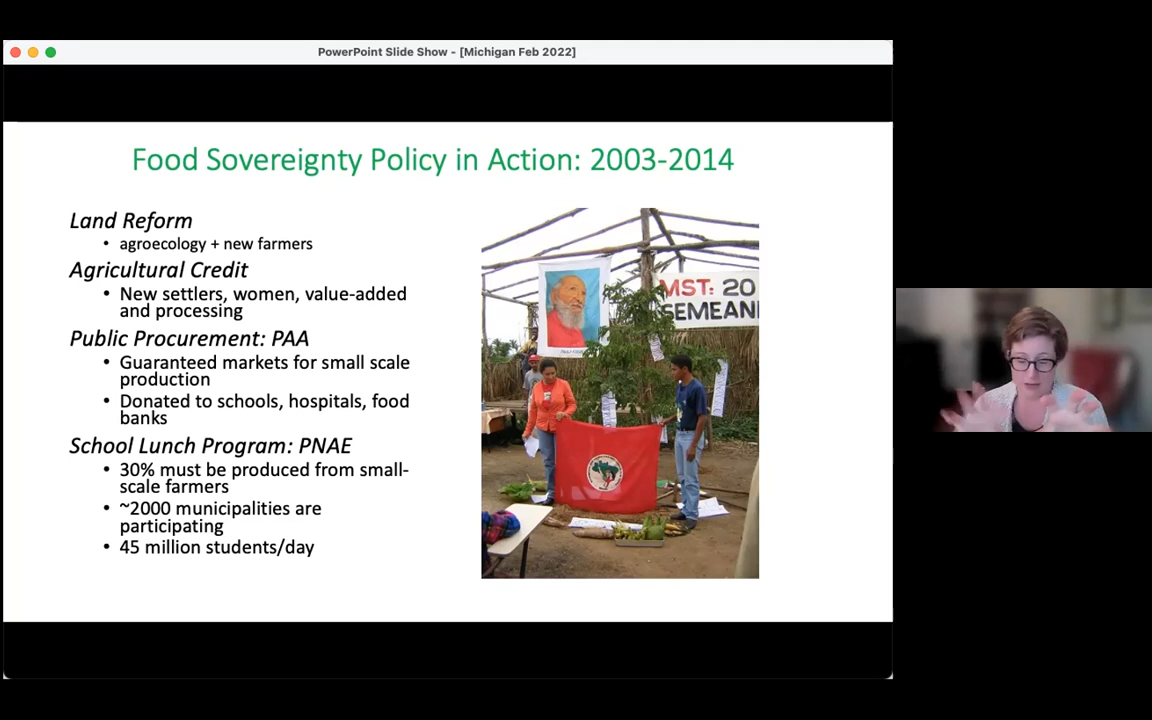 PowerPoint Slide Show - [Michigan Feb 2022]
Food Sovereignty Policy in Action: 2003-2014
Land Reform
• agroecology + new farmers
Agricultural Credit
• New settlers, women, value-added
and processing
Public Procurement: PAA
• Guaranteed markets for small scale
production
• Donated to schools, hospitals, food
banks
School Lunch Program: PNAE
• 30% must be produced from small-
scale farmers
• ~2000 municipalities are
participating
• 45 million students/day
MST: 20
SEMEAN